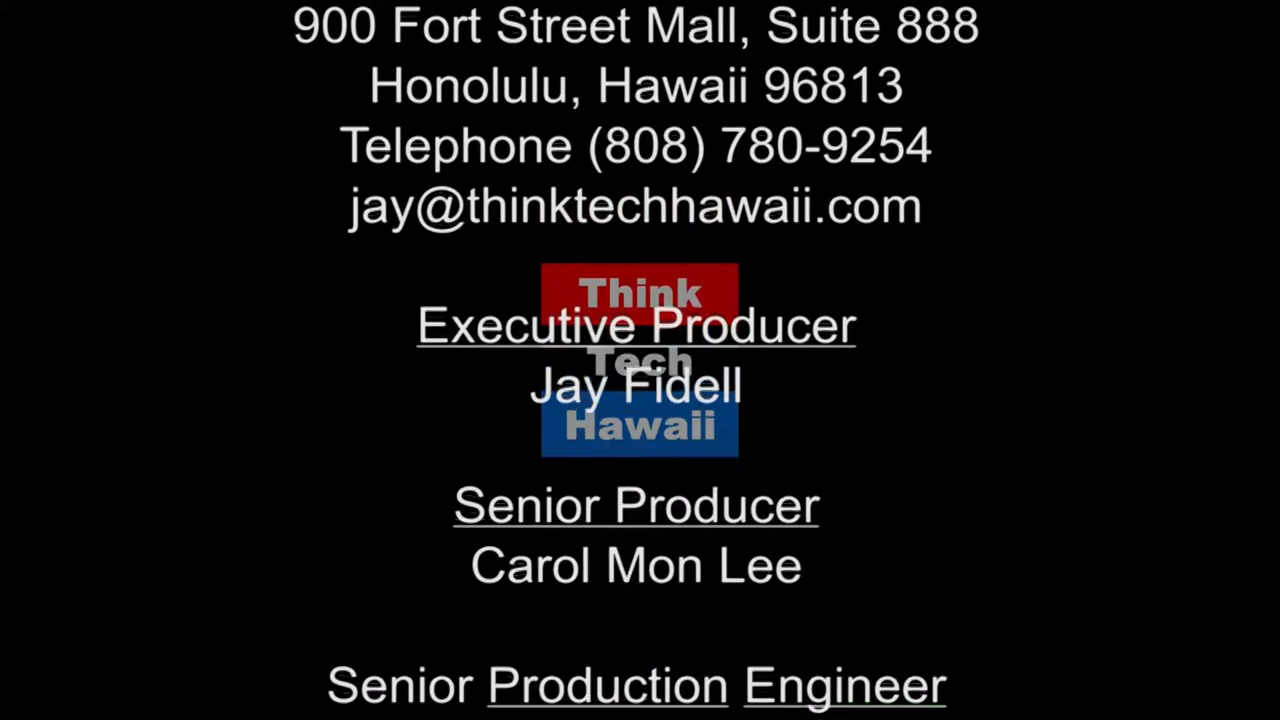 900 Fort Street Mall, Suite 888
Honolulu, Hawaii 96813
Telephone (808) 780-9254
jay@thinktechhawaii.com
Think
Executive Producer
Tech
Jay Fidell
Hawaii
Senior Producer
Carol Mon Lee
Senior Production Engineer